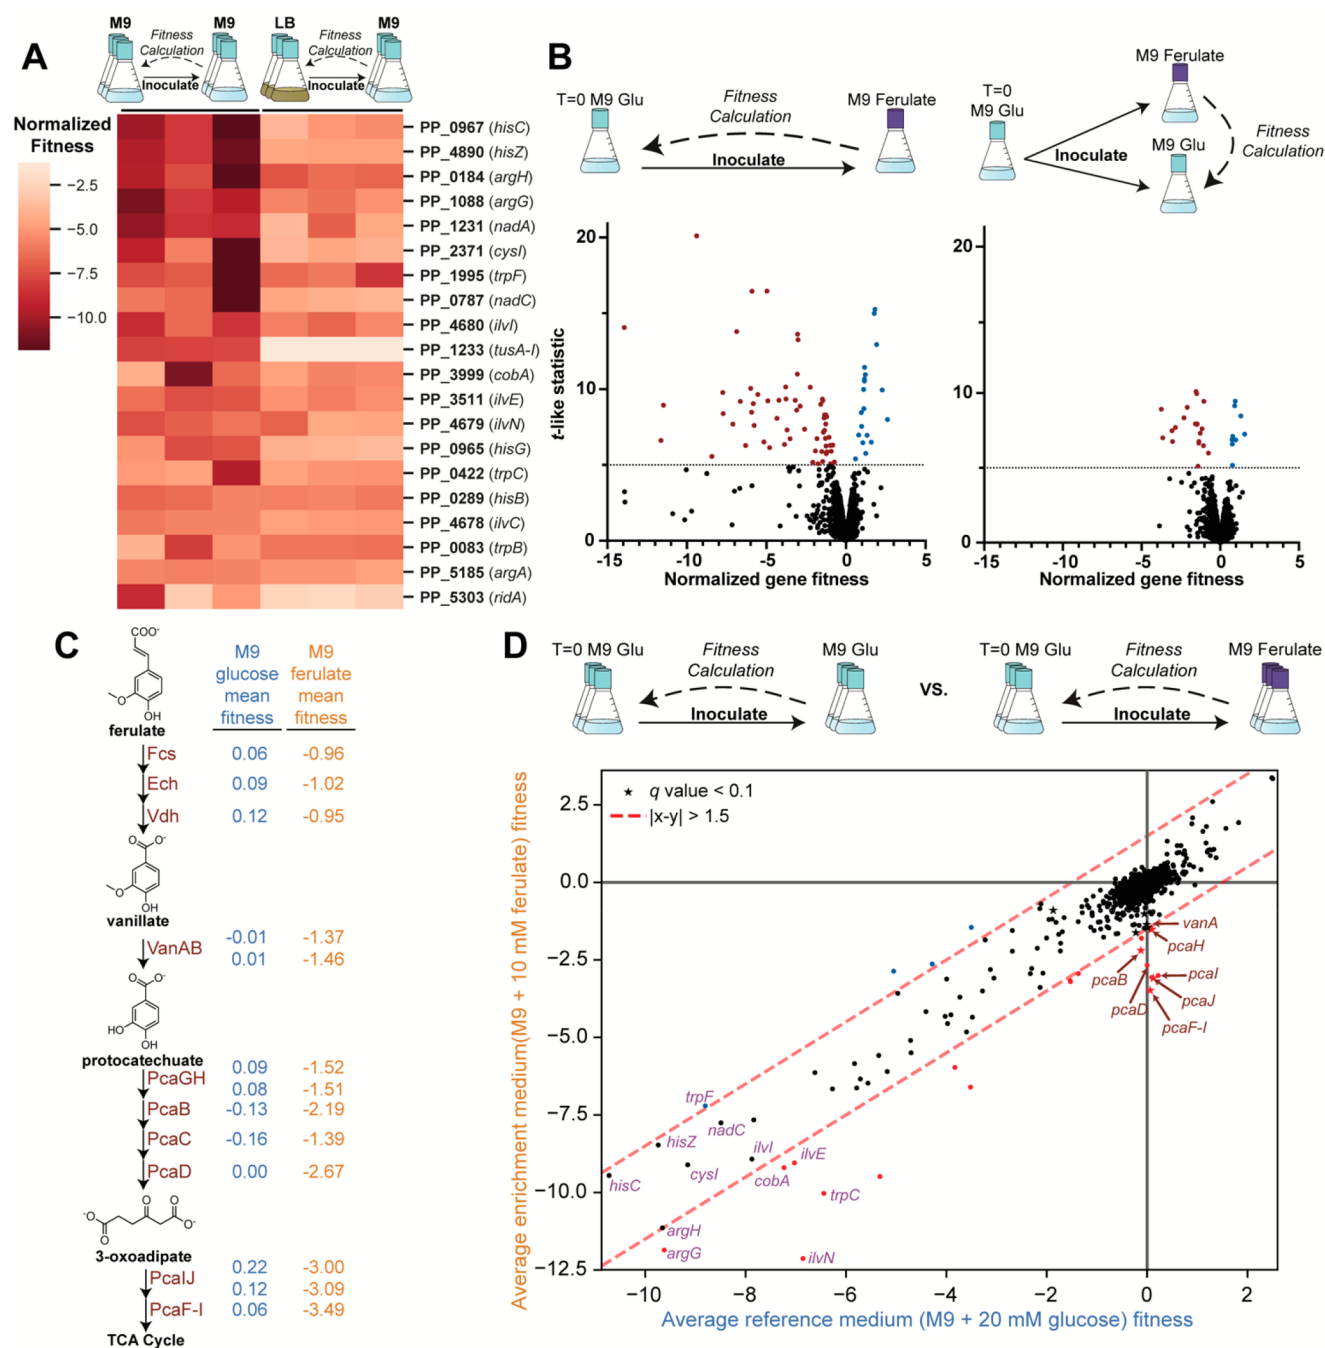 A
M9
M9
LB
M9
Fitness
Calculation
Fitness
Calculation
Inoculate
Inoculate
Normalized
Fitness
−2.5
−5.0
−7.5
−10.0
PP_0967 (hisC)
PP_4890 (hisZ)
PP_0184 (argH)
PP_1088 (argG)
PP_1231 (nadA)
PP_2371 (cysI)
PP_1995 (trpF)
PP_0787 (nadC)
PP_4680 (ilvI)
PP_1233 (tusA-I)
PP_3999 (cobA)
PP_3511 (ilvE)
PP_4679 (ilvN)
PP_0965 (hisG)
PP_0422 (trpC)
PP_0289 (hisB)
PP_4678 (ilvC)
PP_0083 (trpB)
PP_5185 (argA)
PP_5303 (ridA)
B
T=0 M9 Glu
Fitness
Calculation
M9 Ferulate
Inoculate
T=0
M9 Glu
M9 Ferulate
Inoculate
M9 Glu
Fitness
Calculation
t-like statistic
20
10
0
-15
-10
-5
0
5
Normalized gene fitness
20
10
0
-15
-10
-5
0
5
Normalized gene fitness
C
M9
glucose
mean
fitness
M9
ferulate
mean
fitness
COO-
O
OH
ferulate
Fcs 0.06 -0.96
Ech 0.09 -1.02
Vdh 0.12 -0.95
O
O-
O
OH
vanillate
VanAB
-0.01 -1.37
0.01 -1.46
O
O-
HO
OH
protocatechuate
PcaGH
0.09 -1.52
0.08 -1.51
PcaB -0.13 -2.19
PcaC -0.16 -1.39
PcaD 0.00 -2.67
O
O
-O
O-
O
3-oxoadipate
PcaIJ
0.22 -3.00
0.12 -3.09
PcaF-I 0.06 -3.49
TCA Cycle
D
T=0 M9 Glu
Fitness
Calculation
M9 Glu
Inoculate
vs.
T=0 M9 Glu
Fitness
Calculation
M9 Ferulate
Inoculate
Average enrichment medium(M9 + 10 mM ferulate) fitness
2.5
0.0
−2.5
−5.0
−7.5
−10.0
−12.5
★ q value < 0.1
|x-y| > 1.5
vanA
pcaH
pcaB
pcaI
pcaD
pcaJ
pcaF-I
trpF
nadC
hisZ
ilvI
ilvE
cysI
cobA
hisC
trpC
argH
argG
ilvN
−10
−8
−6
−4
−2
0
2
Average reference medium (M9 + 20 mM glucose) fitness